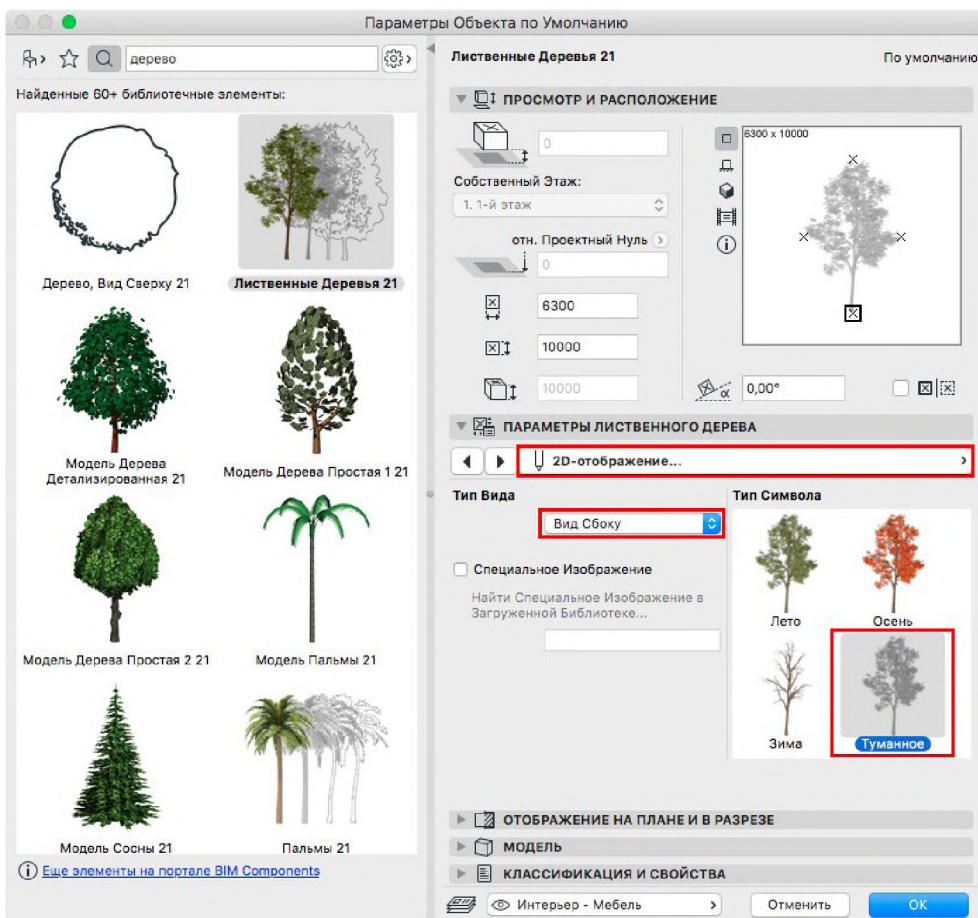 Параметры Объекта по Умолчанию
дерево
Найденные 60+ библиотечные элементы:
Дерево, Вид Сверху 21
Лиственные Деревья 21
Модель Дерева
Детализированная 21
Модель Дерева Простая 1 21
Модель Дерева Простая 2 21
Модель Пальмы 21
Модель Сосны 21
Пальмы 21
Еще элементы на портале BIM Components
Лиственные Деревья 21
По умолчанию
ПРОСМОТР И РАСПОЛОЖЕНИЕ
0
Собственный Этаж:
1. 1-й этаж
отн. Проектный Нуль
0
6300
10000
10000
6300 x 10000
α
0,00°
ПАРАМЕТРЫ ЛИСТВЕННОГО ДЕРЕВА
2D-отображение...
Тип Вида
Вид Сбоку
Специальное Изображение
Найти Специальное Изображение в
Загруженной Библиотеке...
Тип Символа
Лето
Осень
Зима
Туманное
ОТОБРАЖЕНИЕ НА ПЛАНЕ И В РАЗРЕЗЕ
МОДЕЛЬ
КЛАССИФИКАЦИЯ И СВОЙСТВА
Интерьер - Мебель
Отменить
OK